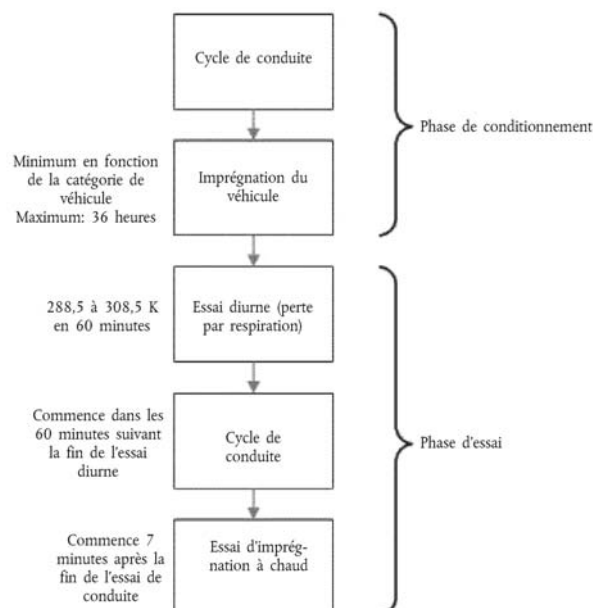 Cycle de conduite
Phase de conditionnement
Minimum en fonction
de la catégorie de
véhicule
Maximum: 36 heures
Imprégnation du
véhicule
288,5 à 308,5 K
en 60 minutes
Essai diurne (perte
par respiration)
Commence dans les
60 minutes suivant
la fin de l'essai
diurne
Cycle de
conduite
Phase d'essai
Commence 7
minutes après la
fin de l'essai de
conduite
Essai d'imprég-
nation à chaud